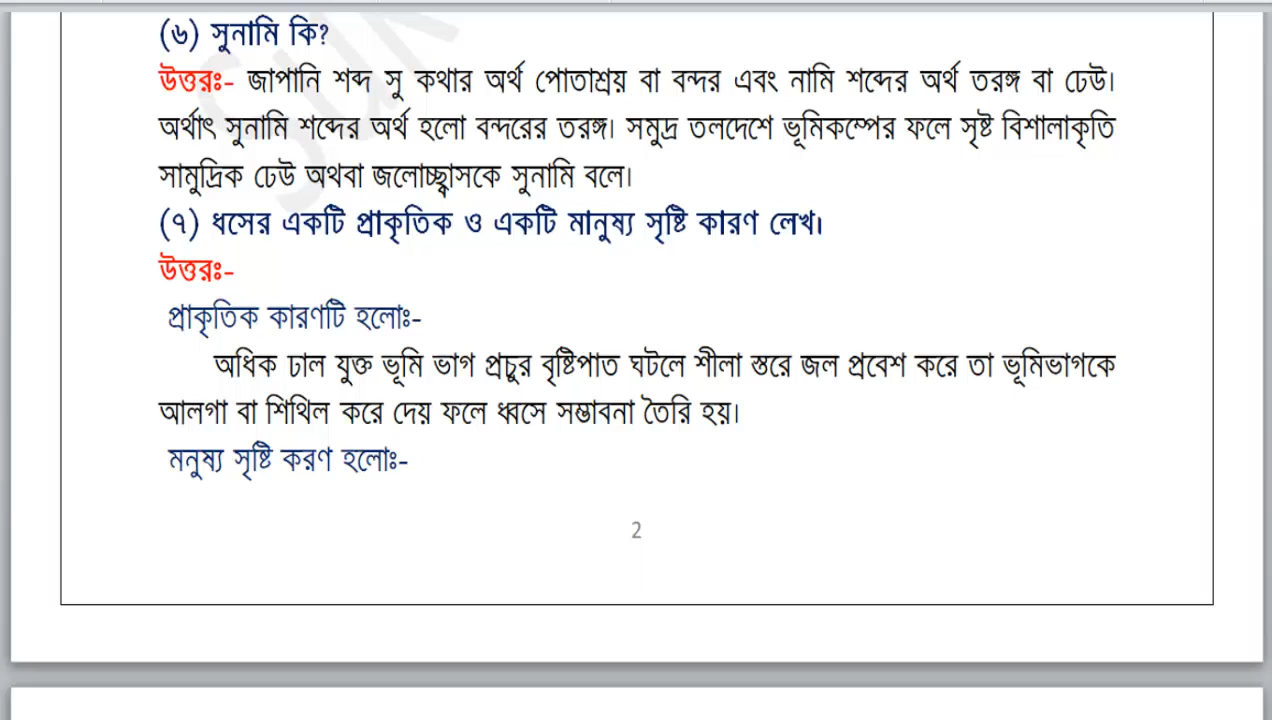 (৬) সুনামি কি?
উত্তরঃ- জাপানি শব্দ সু কথার অর্থ পোতাশ্রয় বা বন্দর এবং নামি শব্দের অর্থ তরঙ্গ বা ঢেউ।
অর্থাৎ সুনামি শব্দের অর্থ হলো বন্দরের তরঙ্গ। সমুদ্র তলদেশে ভূমিকম্পের ফলে সৃষ্ট বিশালাকৃতি
সামুদ্রিক ঢেউ অথবা জলোচ্ছ্বাসকে সুনামি বলে।
(৭) ধসের একটি প্রাকৃতিক ও একটি মানুষ্য সৃষ্টি কারণ লেখ।
উত্তরঃ-
প্রাকৃতিক কারণটি হলোঃ-
অধিক ঢাল যুক্ত ভূমি ভাগ প্রচুর বৃষ্টিপাত ঘটলে শীলা স্তরে জল প্রবেশ করে তা ভূমিভাগকে
আলগা বা শিথিল করে দেয় ফলে ধ্বসে সম্ভাবনা তৈরি হয়।
মনুষ্য সৃষ্টি করণ হলোঃ-
2